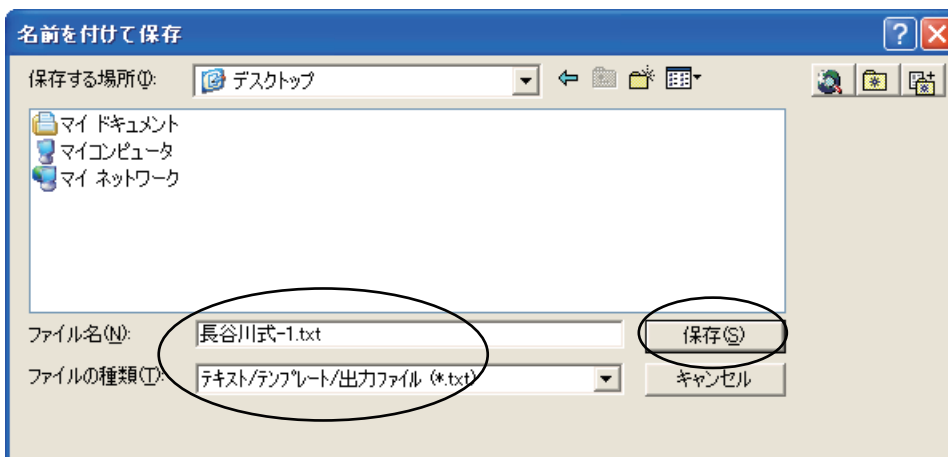 名前を付けて保存
保存する場所(I): デスクトップ
マイ ドキュメント
マイコンピュータ
マイ ネットワーク
ファイル名(N): 長谷川式-1.txt 保存(S)
ファイルの種類(T): テキスト/テンプレート/出力ファイル (*.txt) キャンセル